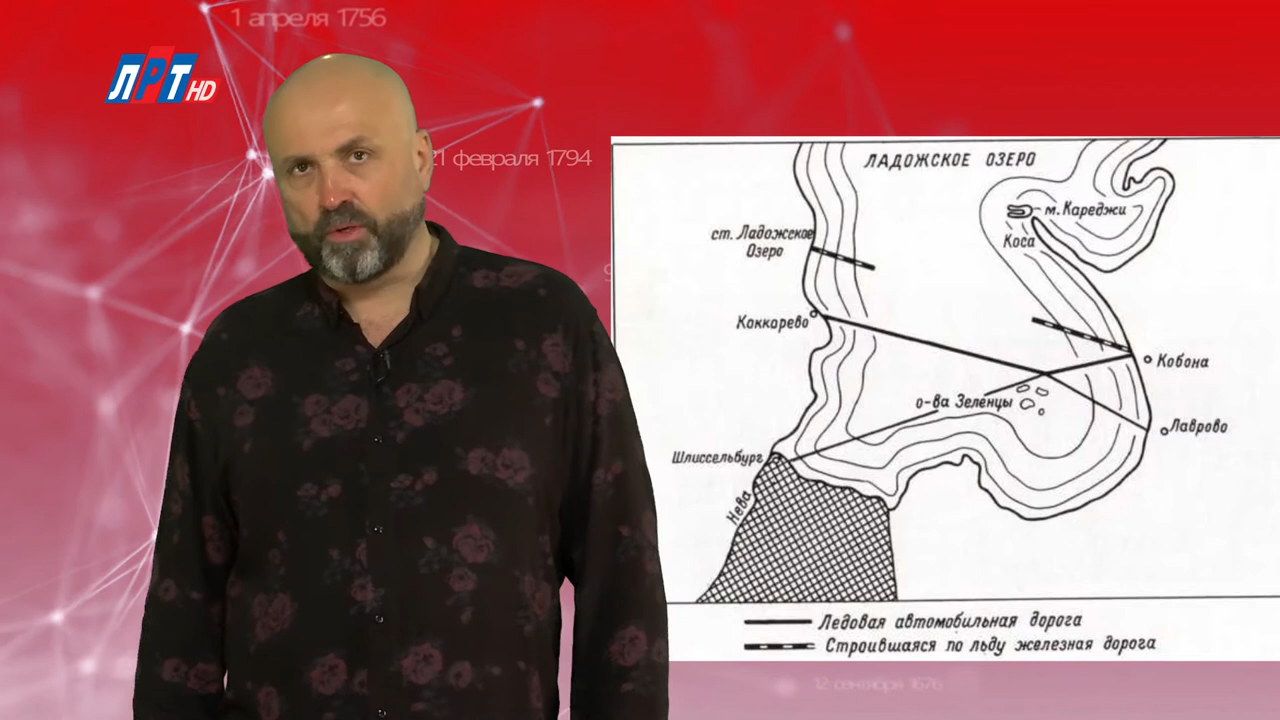 1 апреля 1756
ЛРТ HD
21 февраля 1794
ЛАДОЖСКОЕ ОЗЕРО
м. Кареджи
Коса
ст. Ладожское
Озеро
Коккорево
Кобона
о-ва Зеленцы
Лаврово
Шлиссельбург
Нева
Ледовая автомобильная дорога
Строившаяся по льду железная дорога
12 сентября 1676